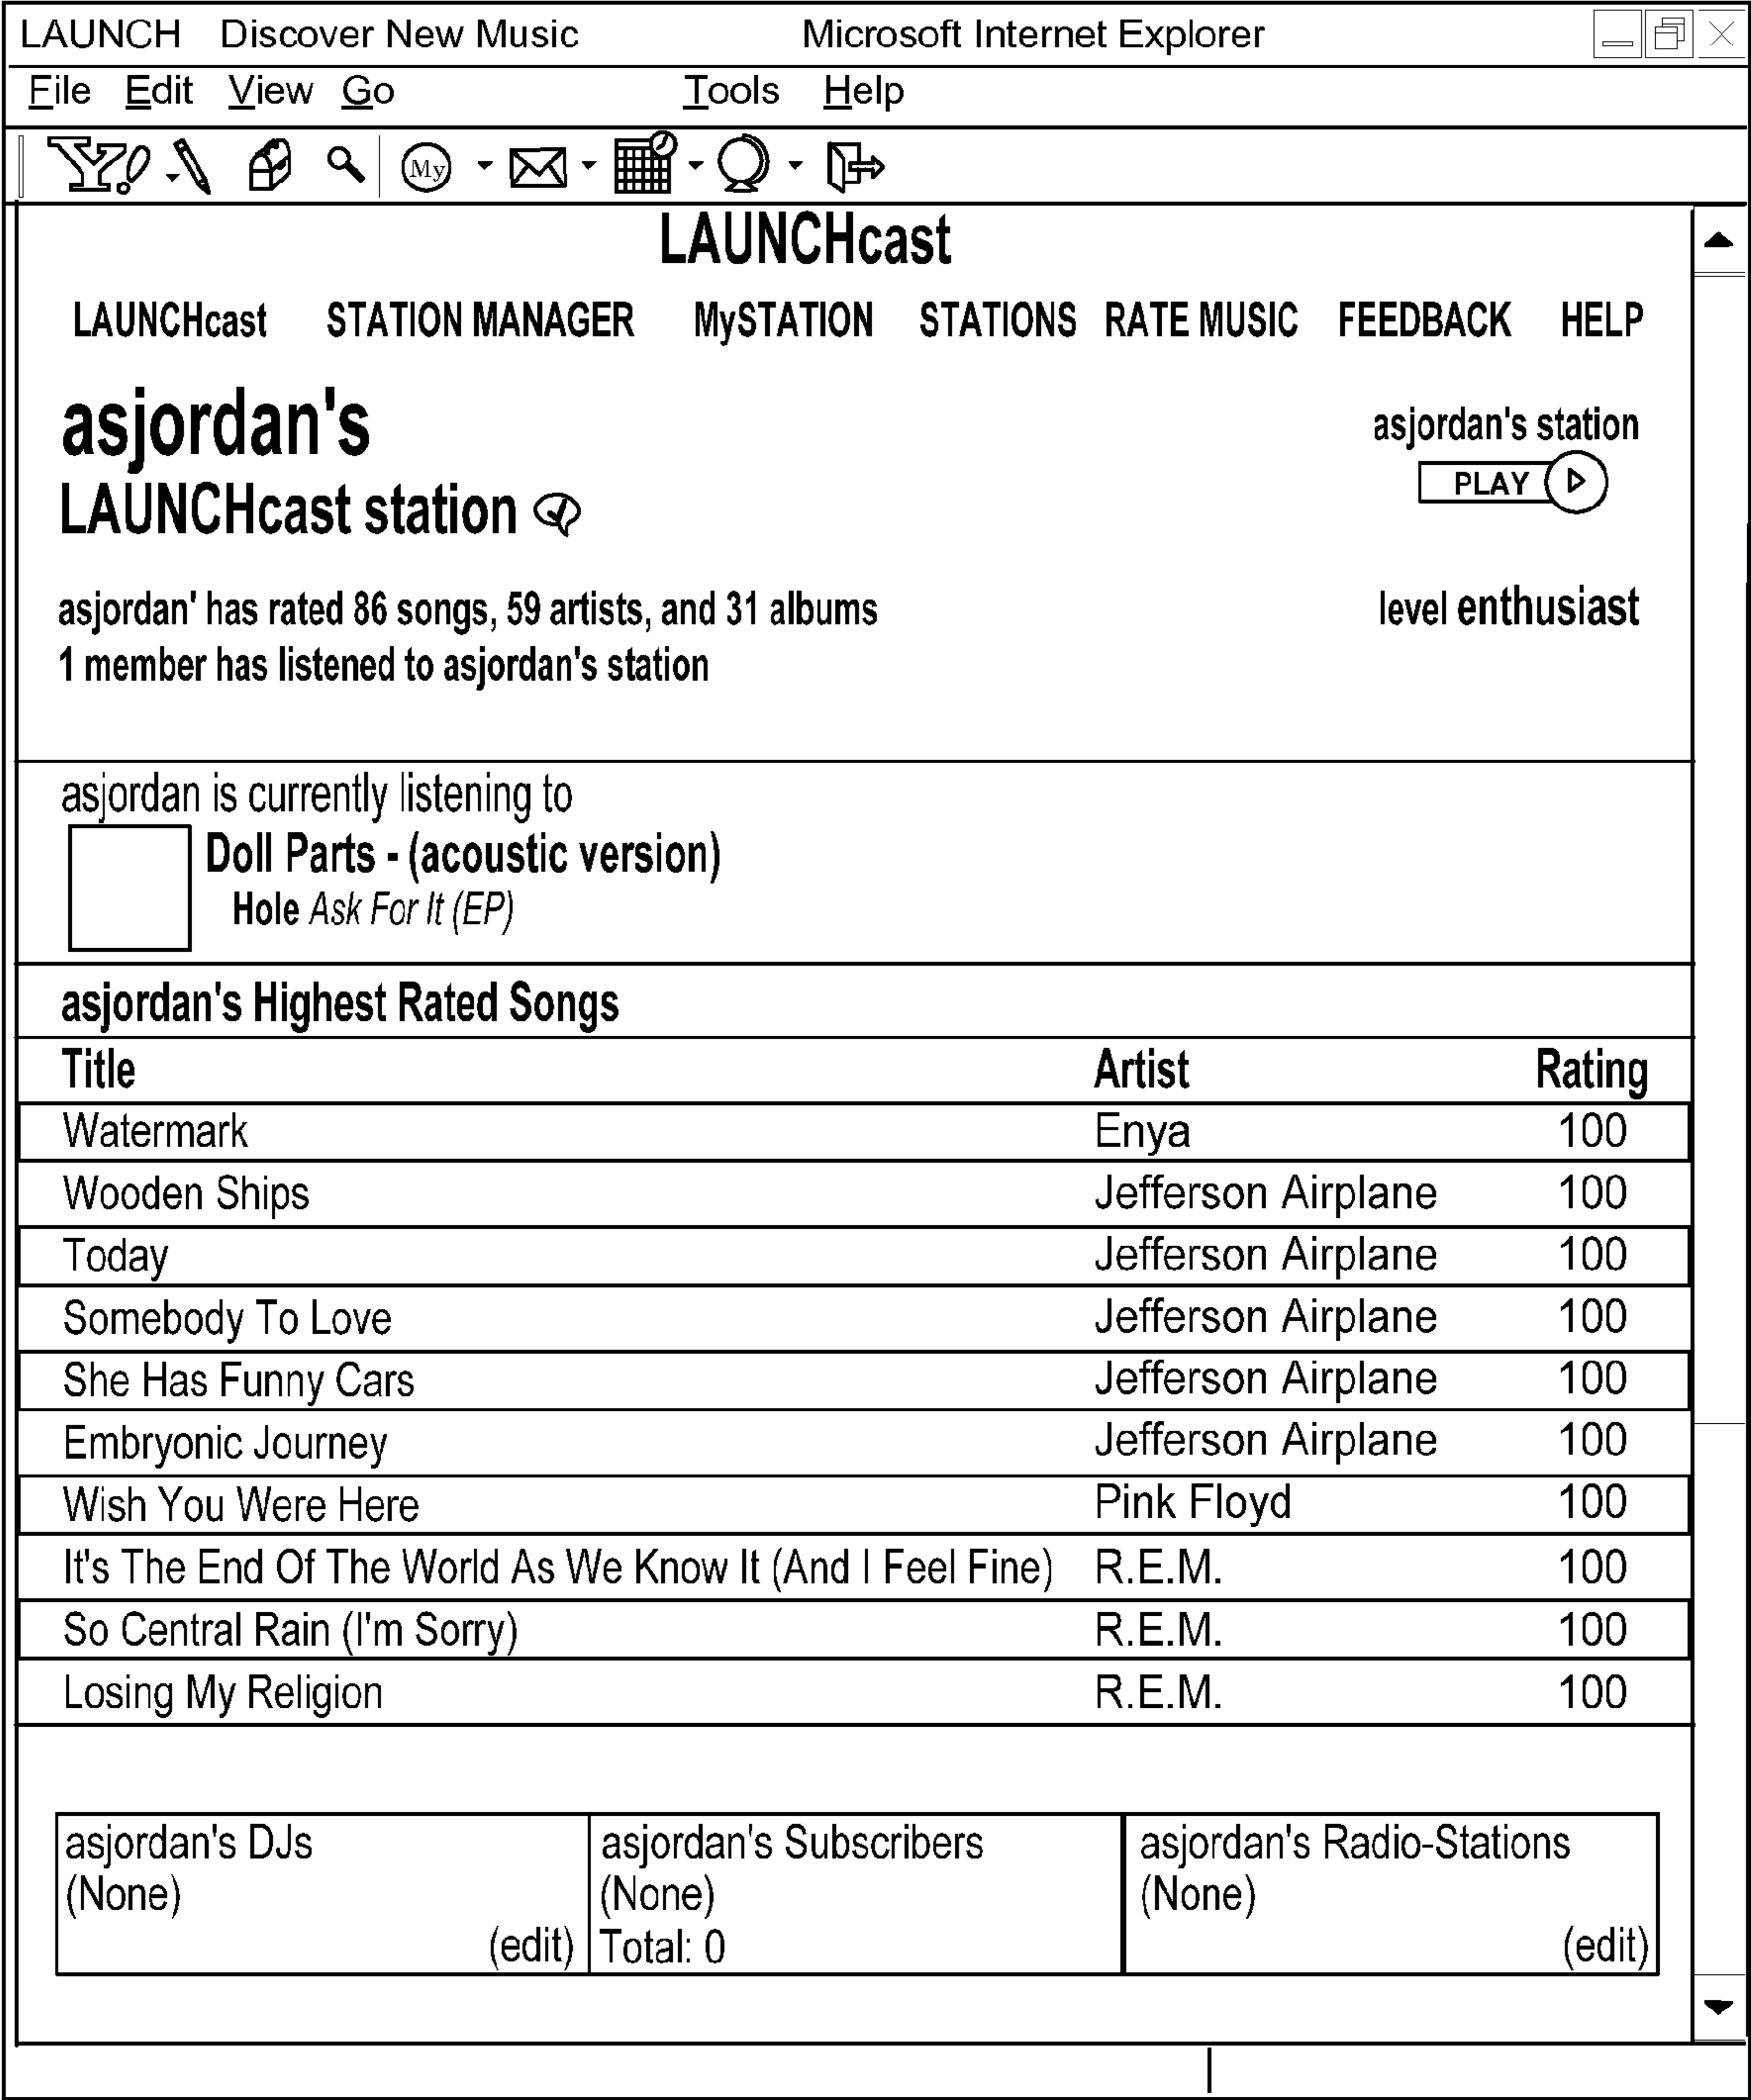 LAUNCH Discover New Music Microsoft Internet Explorer
File Edit View Go Tools Help
Y! My
LAUNCHcast
LAUNCHcast STATION MANAGER MySTATION STATIONS RATE MUSIC FEEDBACK HELP
asjordan's
LAUNCHcast station
asjordan's station
PLAY
asjordan' has rated 86 songs, 59 artists, and 31 albums
level enthusiast
1 member has listened to asjordan's station
asjordan is currently listening to
Doll Parts - (acoustic version)
Hole Ask For It (EP)
asjordan's Highest Rated Songs
Title Artist Rating
Watermark Enya 100
Wooden Ships Jefferson Airplane 100
Today Jefferson Airplane 100
Somebody To Love Jefferson Airplane 100
She Has Funny Cars Jefferson Airplane 100
Embryonic Journey Jefferson Airplane 100
Wish You Were Here Pink Floyd 100
It's The End Of The World As We Know It (And I Feel Fine) R.E.M. 100
So Central Rain (I'm Sorry) R.E.M. 100
Losing My Religion R.E.M. 100
asjordan's DJs
(None)
(edit)
asjordan's Subscribers
(None)
Total: 0
asjordan's Radio-Stations
(None)
(edit)